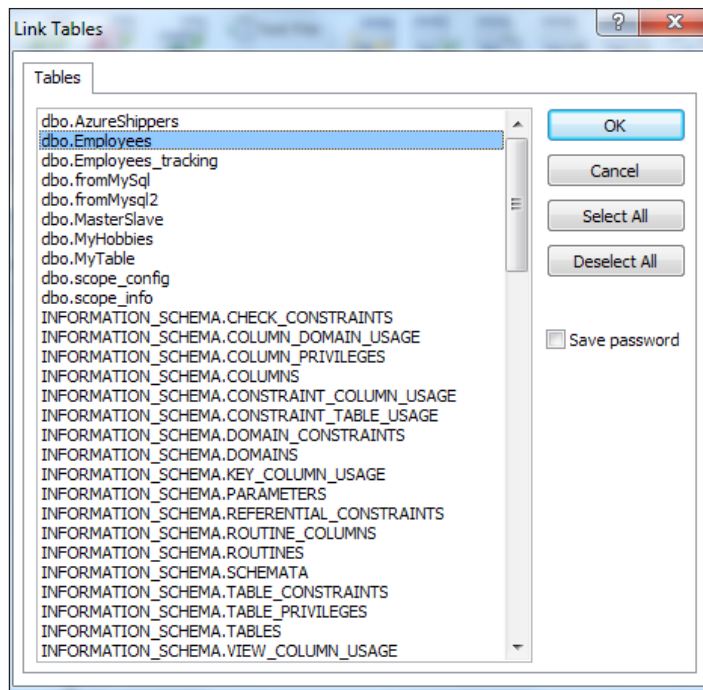 Link Tables
Tables
dbo.AzureShippers
dbo.Employees
dbo.Employees_tracking
dbo.fromMySql
dbo.fromMysql2
dbo.MasterSlave
dbo.MyHobbies
dbo.MyTable
dbo.scope_config
dbo.scope_info
INFORMATION_SCHEMA.CHECK_CONSTRAINTS
INFORMATION_SCHEMA.COLUMN_DOMAIN_USAGE
INFORMATION_SCHEMA.COLUMN_PRIVILEGES
INFORMATION_SCHEMA.COLUMNS
INFORMATION_SCHEMA.CONSTRAINT_COLUMN_USAGE
INFORMATION_SCHEMA.CONSTRAINT_TABLE_USAGE
INFORMATION_SCHEMA.DOMAIN_CONSTRAINTS
INFORMATION_SCHEMA.DOMAINS
INFORMATION_SCHEMA.KEY_COLUMN_USAGE
INFORMATION_SCHEMA.PARAMETERS
INFORMATION_SCHEMA.REFERENTIAL_CONSTRAINTS
INFORMATION_SCHEMA.ROUTINE_COLUMNS
INFORMATION_SCHEMA.ROUTINES
INFORMATION_SCHEMA.SCHEMATA
INFORMATION_SCHEMA.TABLE_CONSTRAINTS
INFORMATION_SCHEMA.TABLE_PRIVILEGES
INFORMATION_SCHEMA.TABLES
INFORMATION_SCHEMA.VIEW_COLUMN_USAGE
OK
Cancel
Select All
Deselect All
Save password